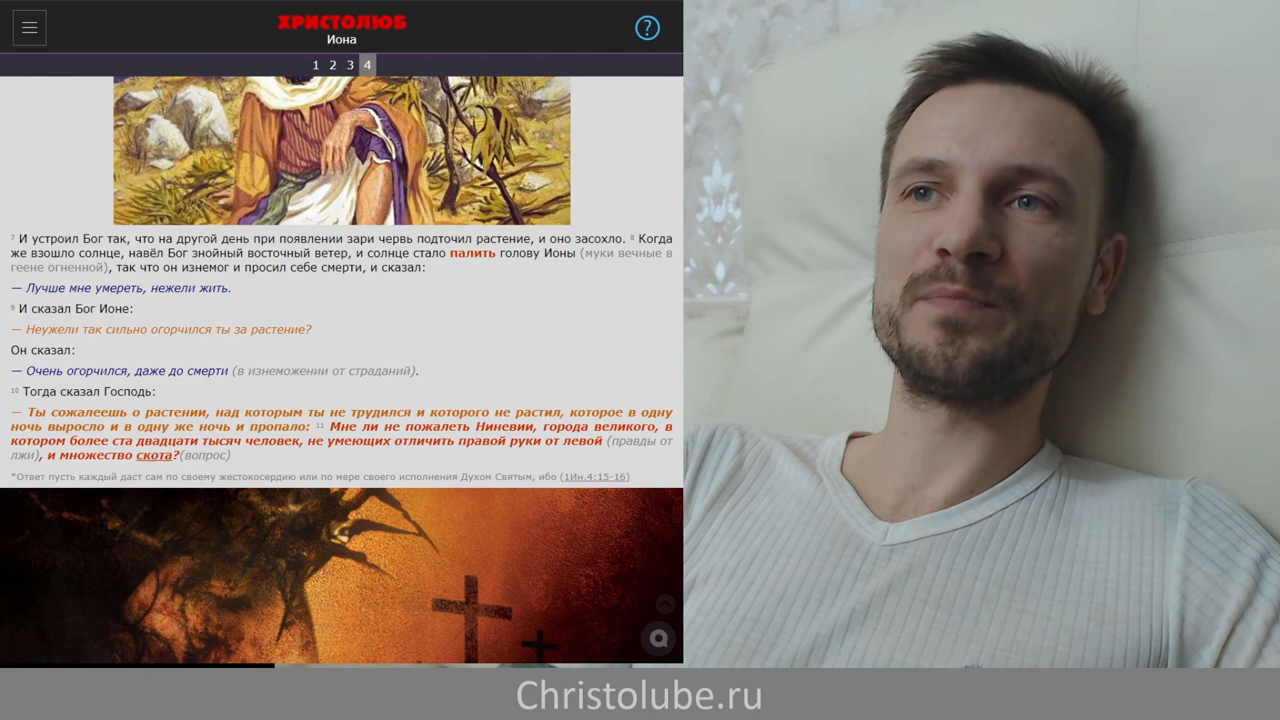 ХРИСТОЛЮБ
Иона
1 2 3 4
7 И устроил Бог так, что на другой день при появлении зари червь подточил растение, и оно засохло. 8 Когда
же взошло солнце, навёл Бог знойный восточный ветер, и солнце стало палить голову Ионы (муки вечные в
геене огненной), так что он изнемог и просил себе смерти, и сказал:
— Лучше мне умереть, нежели жить.
9 И сказал Бог Ионе:
— Неужели так сильно огорчился ты за растение?
Он сказал:
— Очень огорчился, даже до смерти (в изнеможении от страданий).
10 Тогда сказал Господь:
— Ты сожалеешь о растении, над которым ты не трудился и которого не растил, которое в одну
ночь выросло и в одну же ночь и пропало: 11 Мне ли не пожалеть Ниневии, города великого, в
котором более ста двадцати тысяч человек, не умеющих отличить правой руки от левой (правды от
лжи), и множество скота?(вопрос)
*Ответ пусть каждый даст сам по своему жестокосердию или по мере своего исполнения Духом Святым, ибо (1Ин.4:15-16)
Christolube.ru